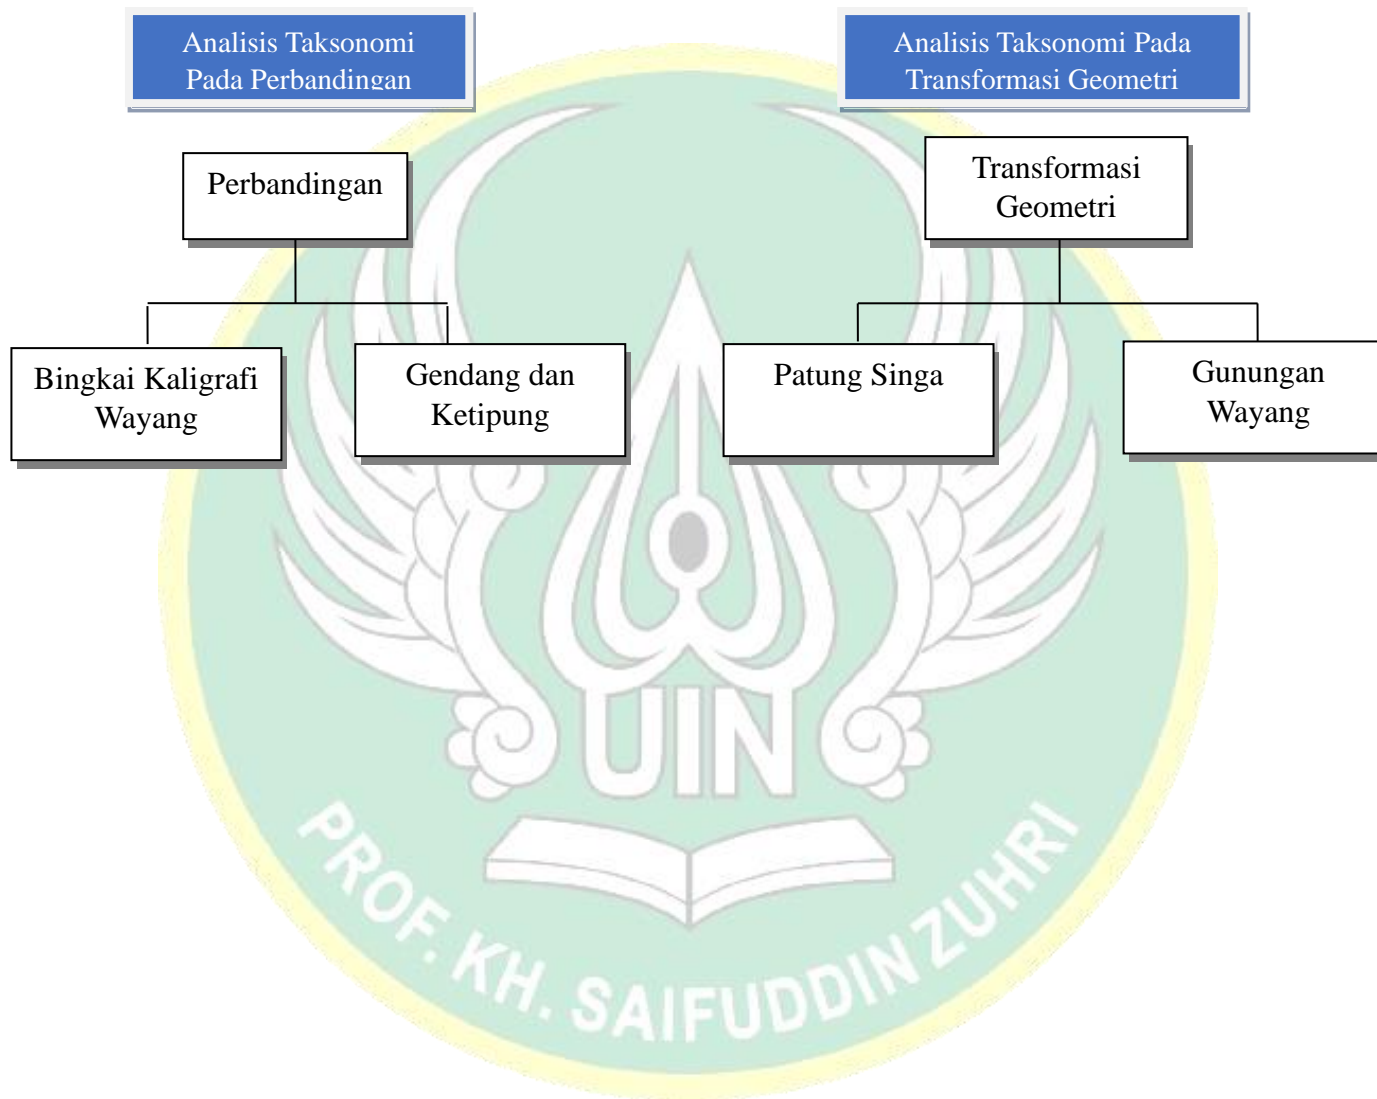 Analisis Taksonomi
Pada Perbandingan
Analisis Taksonomi Pada
Transformasi Geometri
Perbandingan
Transformasi
Geometri
Bingkai Kaligrafi
Wayang
Gendang dan
Ketipung
Patung Singa
Gunungan
Wayang
UIN
PROF. KH. SAIFUDDIN ZUHRI